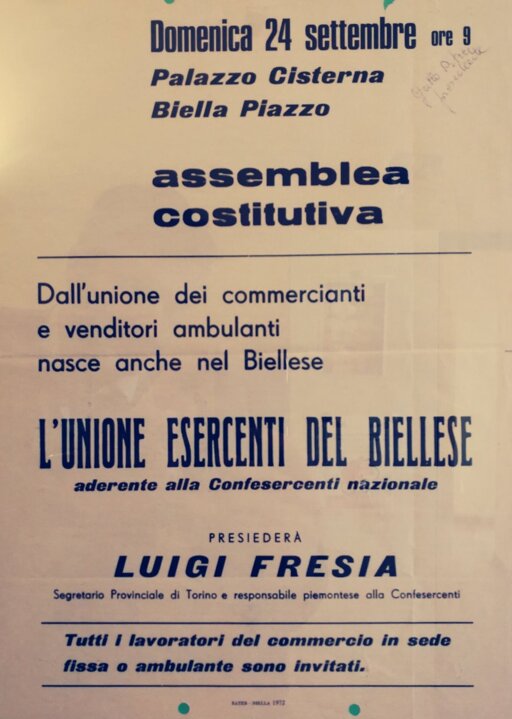 Domenica 24 settembre ore 9
Palazzo Cisterna
Biella Piazzo
assemblea
costitutiva
Dall'unione dei commercianti
e venditori ambulanti
nasce anche nel Biellese
L'UNIONE ESERCENTI DEL BIELLESE
aderente alla Confesercenti nazionale
PRESIEDERÀ
LUIGI FRESIA
Segretario Provinciale di Torino e responsabile piemontese alla Confesercenti
Tutti i lavoratori del commercio in sede
fissa o ambulante sono invitati.
BIELLA 1972